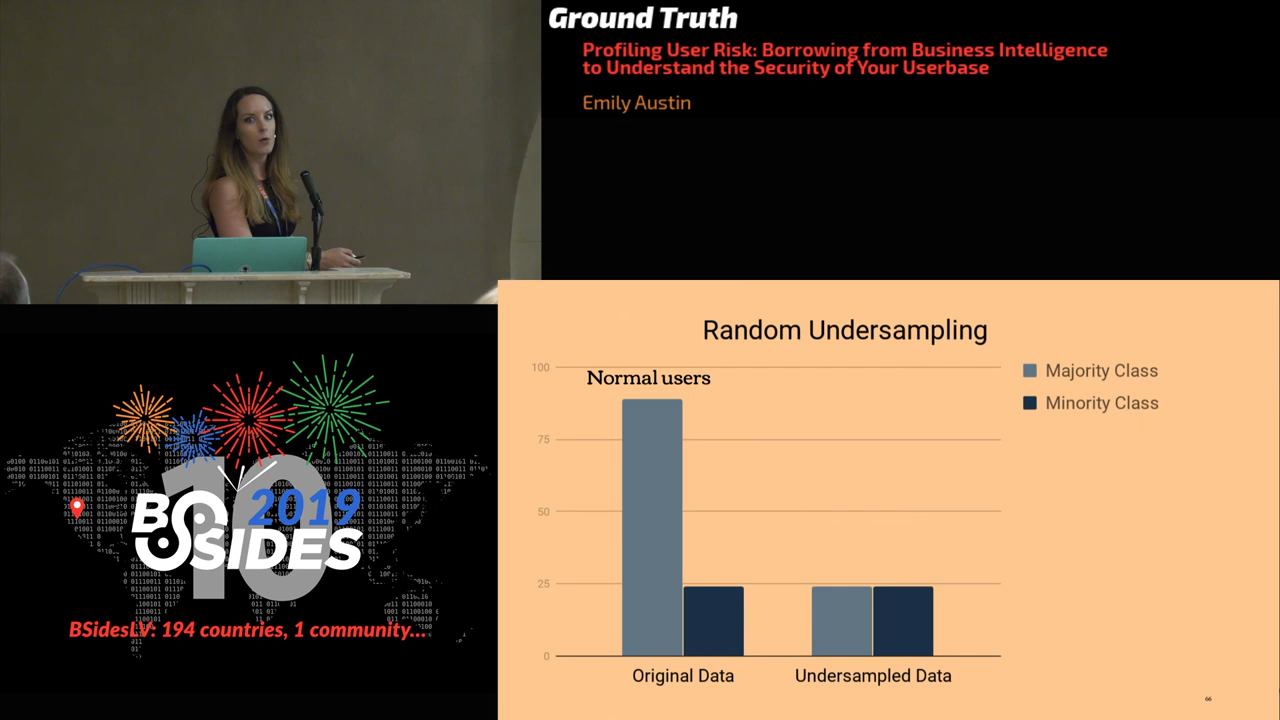 Ground Truth
Profiling User Risk: Borrowing from Business Intelligence
to Understand the Security of Your Userbase
Emily Austin
Random Undersampling
100
Normal users
75
50
25
0
Original Data
Undersampled Data
Majority Class
Minority Class
66
10
2019
BSIDES
BSidesLV: 194 countries, 1 community...